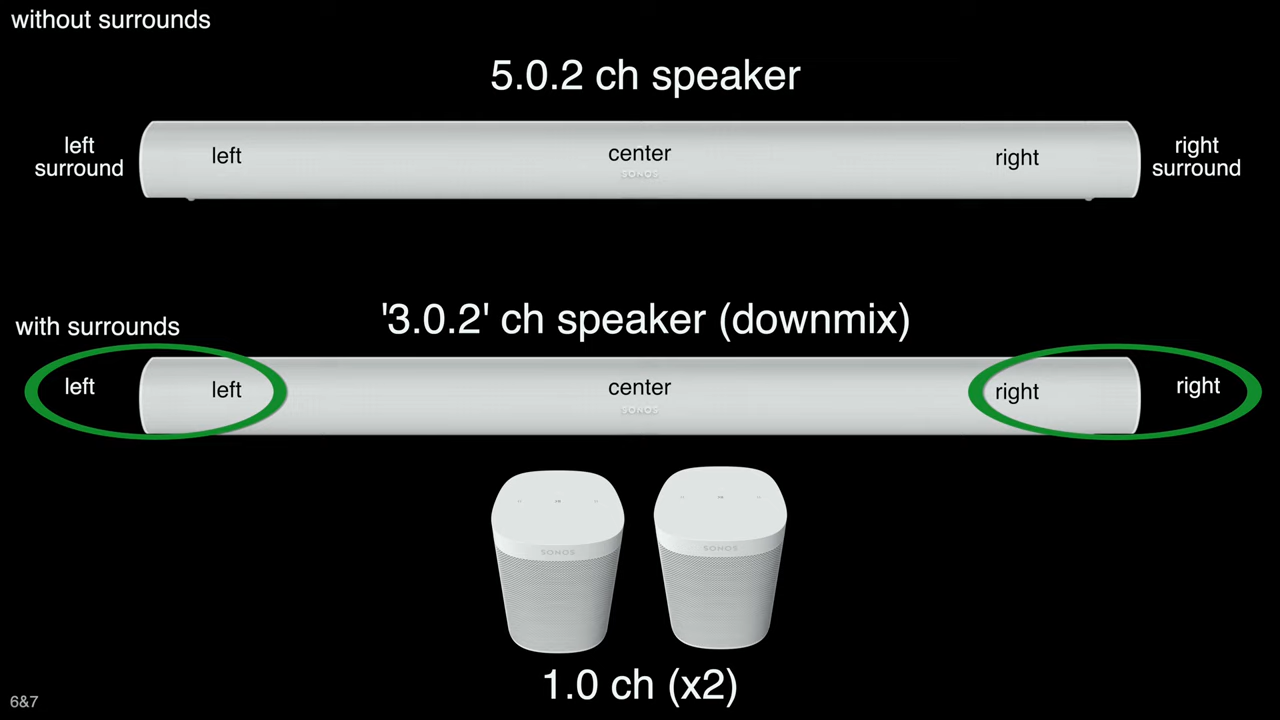 without surrounds
5.0.2 ch speaker
left surround
left
center
right
right surround
SONOS
with surrounds
'3.0.2' ch speaker (downmix)
left
left
center
right
right
SONOS
SONOS
SONOS
1.0 ch (x2)
6&7